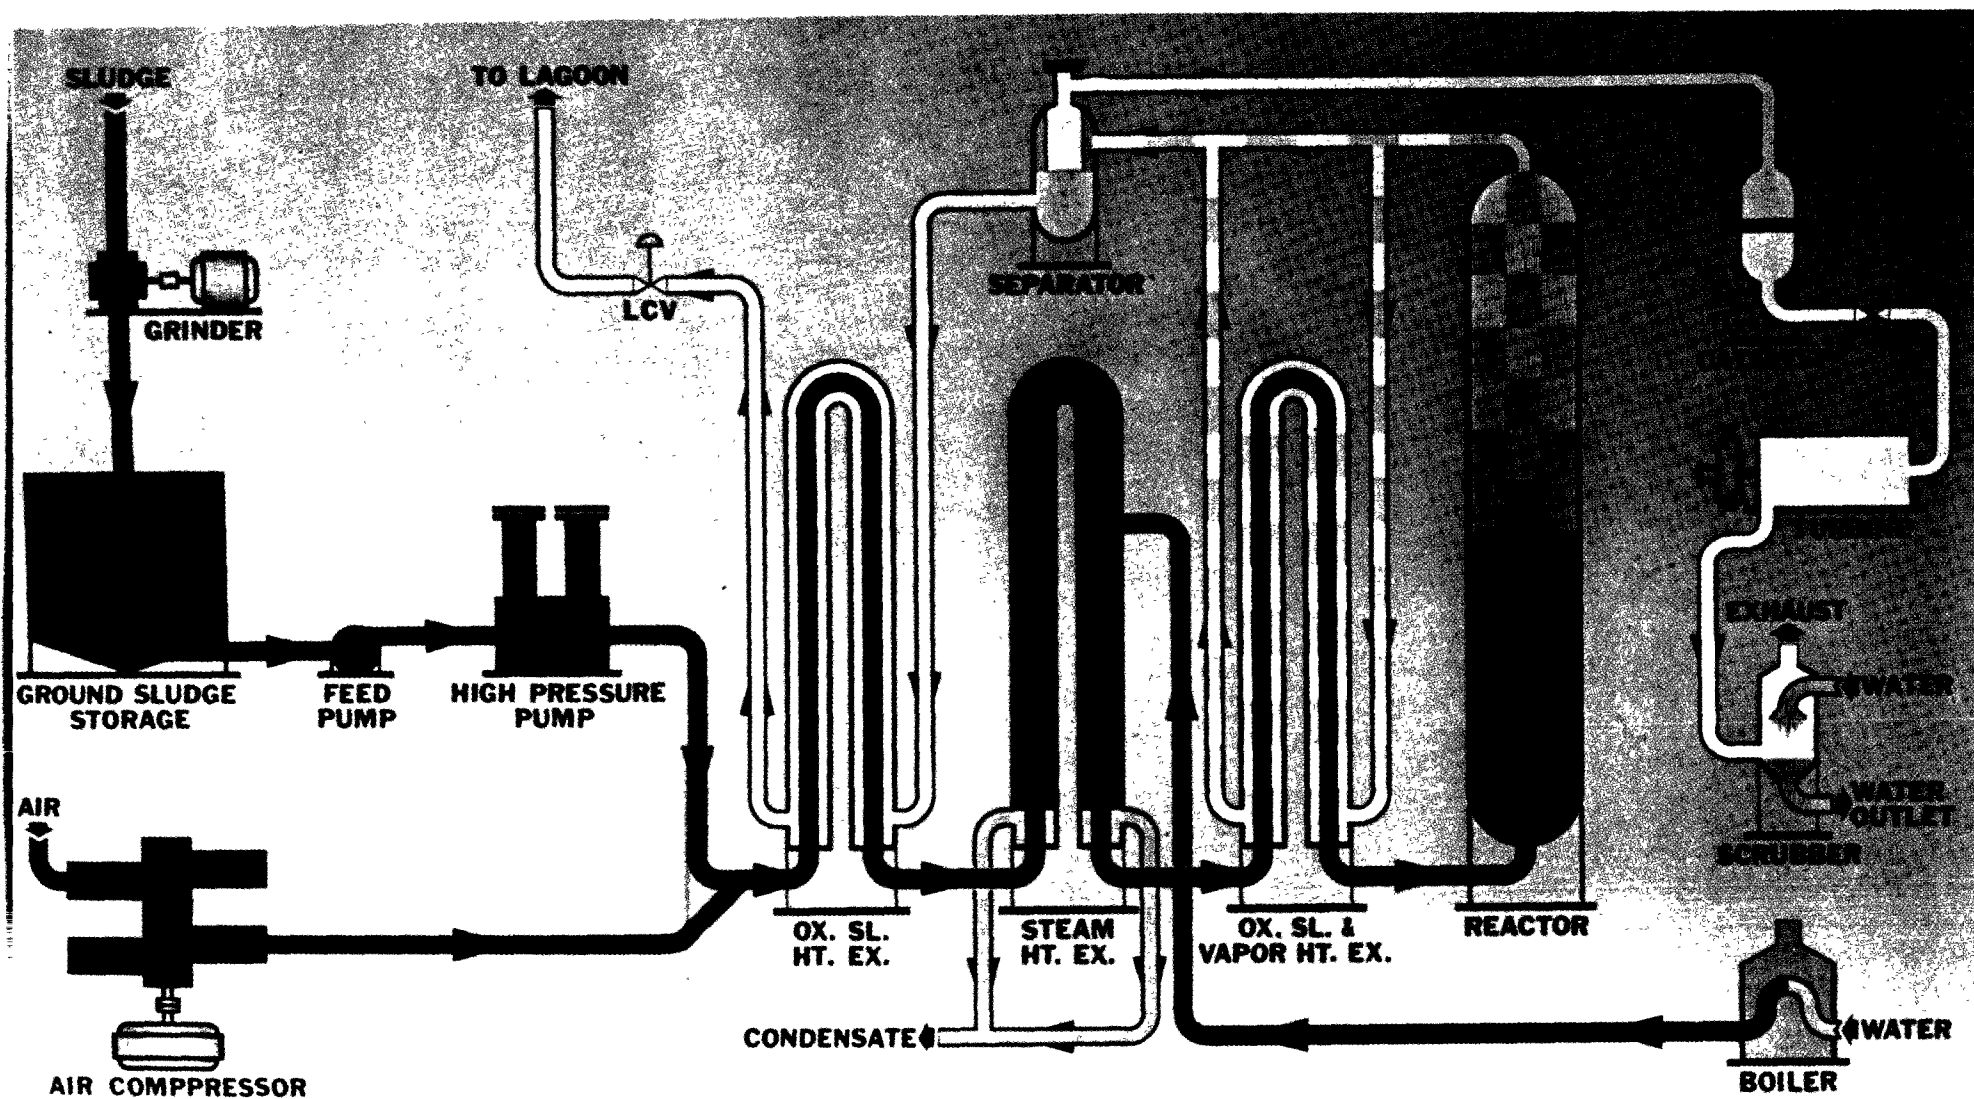 SLUDGE
TO LAGOON
SEPARATOR
LCV
GRINDER
GROUND SLUDGE
STORAGE
FEED
PUMP
HIGH PRESSURE
PUMP
EXHAUST
WATER
WATER
OUTLET
SCRUBBER
AIR
OX. SL.
HT. EX.
STEAM
HT. EX.
OX. SL. &
VAPOR HT. EX.
REACTOR
CONDENSATE
WATER
BOILER
AIR COMPPRESSOR